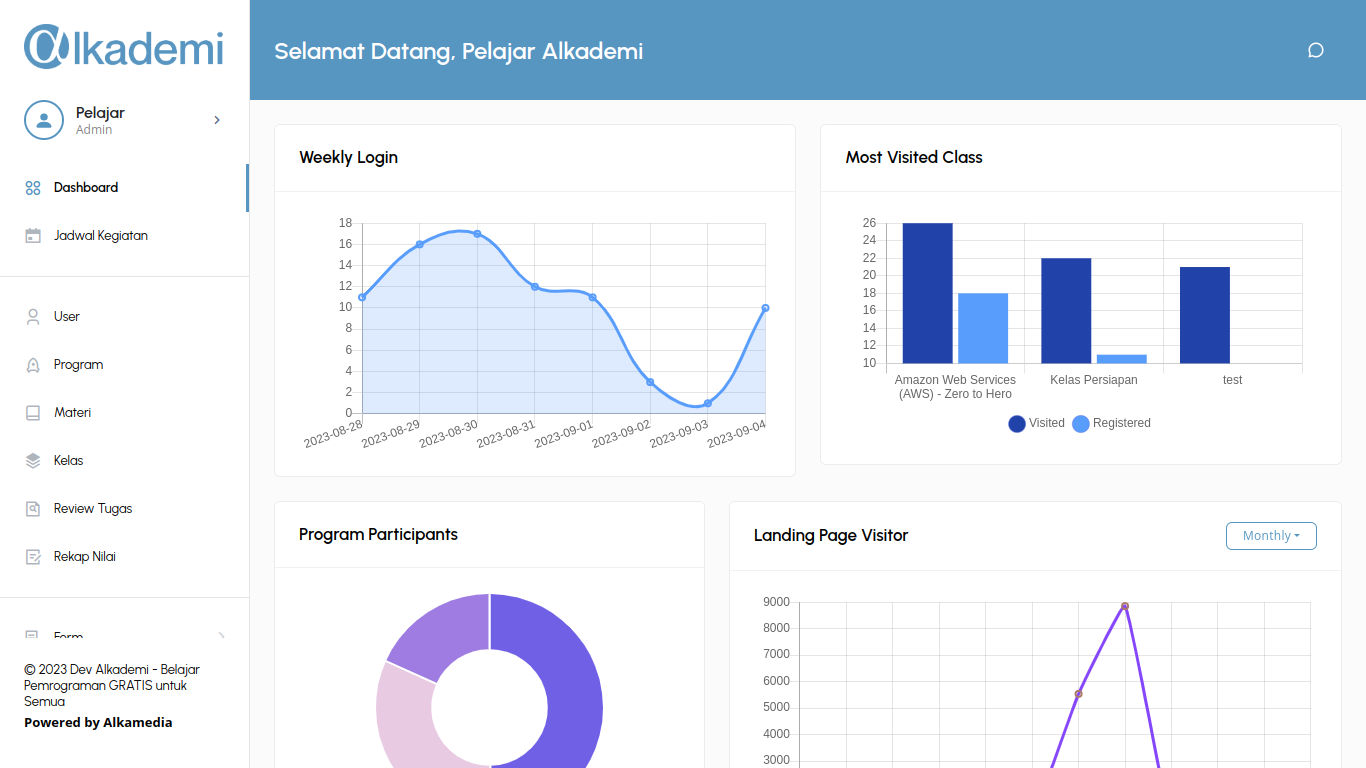 alkademi
Pelajar
Admin
Dashboard
Jadwal Kegiatan
User
Program
Materi
Kelas
Review Tugas
Rekap Nilai
Form
© 2023 Dev Alkademi - Belajar
Pemrograman GRATIS untuk
Semua
Powered by Alkamedia
Selamat Datang, Pelajar Alkademi
Weekly Login
18
16
14
12
10
8
6
4
2
0
2023-08-28
2023-08-29
2023-08-30
2023-08-31
2023-09-01
2023-09-02
2023-09-03
2023-09-04
Most Visited Class
26
24
22
20
18
16
14
12
10
Amazon Web Services
(AWS) - Zero to Hero
Kelas Persiapan
test
Visited
Registered
Program Participants
Landing Page Visitor
Monthly
9000
8000
7000
6000
5000
4000
3000